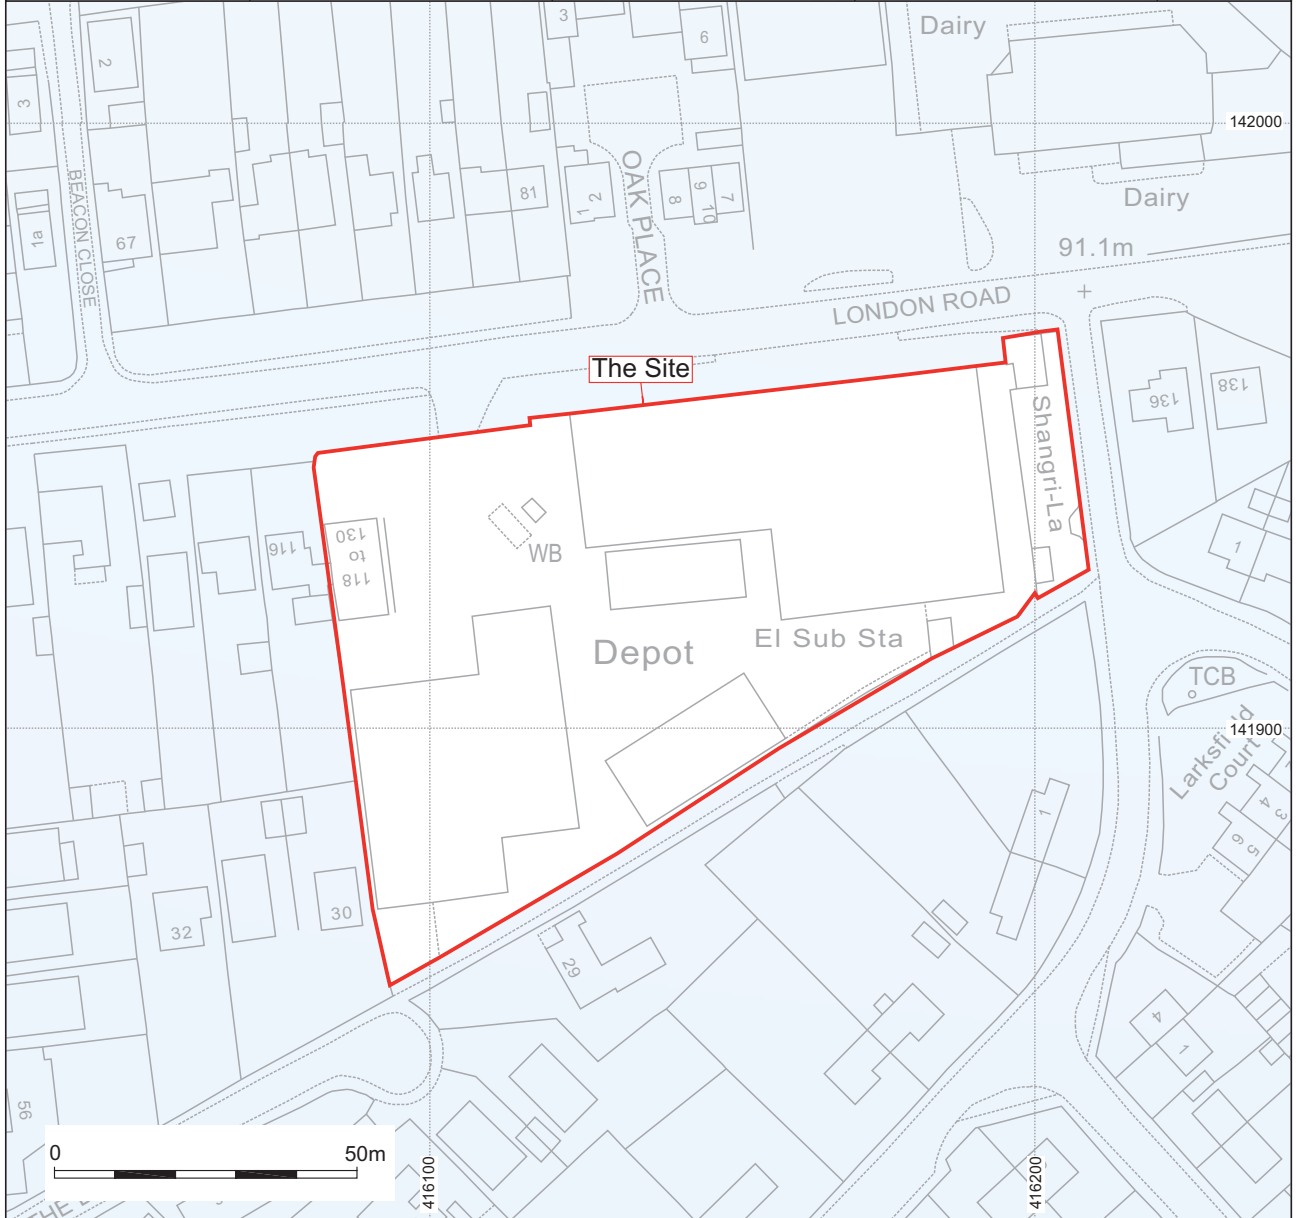 3
6
Dairy
2
3
142000
OAK PLACE
BEACON CLOSE
81
1
2
8
9
10
7
Dairy
1a
67
91.1m
LONDON ROAD
The Site
136
138
Shangri-La
116
130
to
118
WB
1
Depot
El Sub Sta
TCB
141900
Larksfield
Court
1
3
4
5
6
30
32
29
4
1
56
0
50m
416100
416200